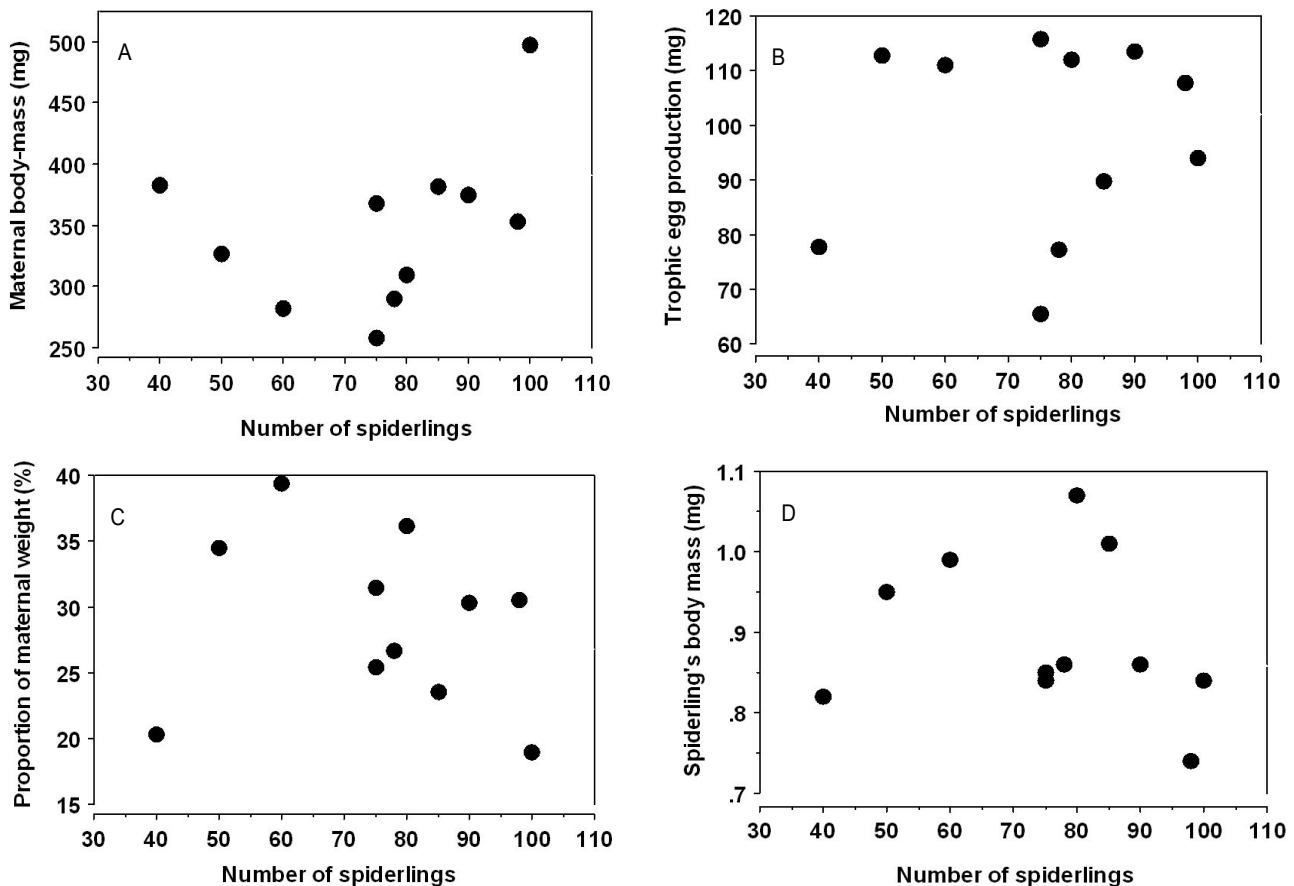 A
Maternal body-mass (mg)
500
450
400
350
300
250
30 40 50 60 70 80 90 100 110
Number of spiderlings
B
Trophic egg production (mg)
120
110
100
90
80
70
60
30 40 50 60 70 80 90 100 110
Number of spiderlings
C
Proportion of maternal weight (%)
40
35
30
25
20
15
30 40 50 60 70 80 90 100 110
Number of spiderlings
D
Spiderling's body mass (mg)
1.1
1.0
.9
.8
.7
30 40 50 60 70 80 90 100 110
Number of spiderlings